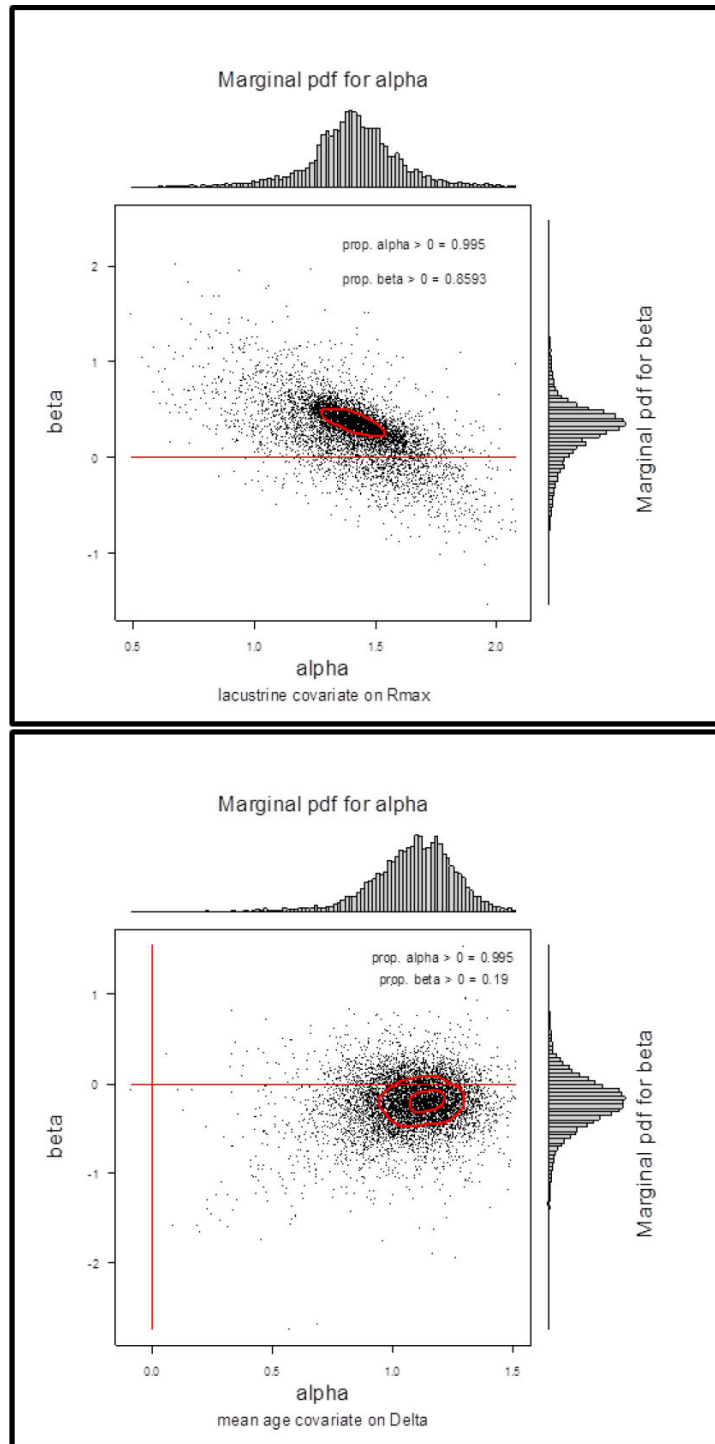 Marginal pdf for alpha
prop. alpha > 0 = 0.995
prop. beta > 0 = 0.8593
2
1
0
-1
beta
Marginal pdf for beta
0.5 1.0 1.5 2.0
alpha
lacustrine covariate on Rmax
Marginal pdf for alpha
prop. alpha > 0 = 0.995
prop. beta > 0 = 0.19
1
0
-1
-2
beta
Marginal pdf for beta
0.0 0.5 1.0 1.5
alpha
mean age covariate on Delta